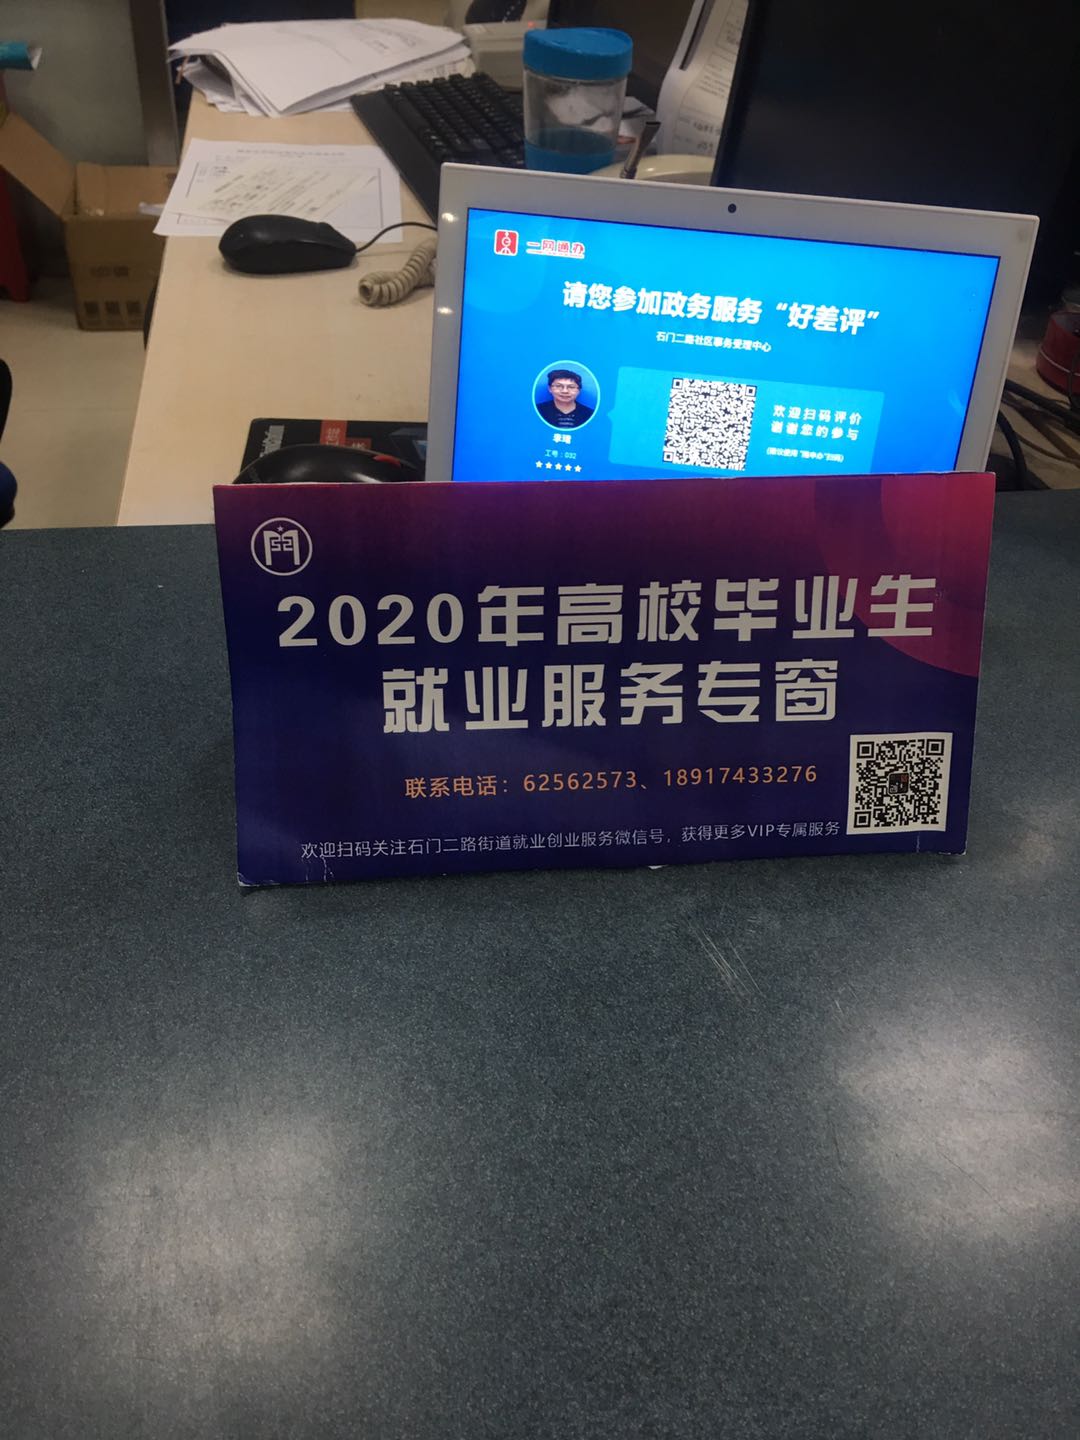 一网通办
请您参加政务服务“好差评”
石门二路社区事务受理中心
欢迎扫码评价
谢谢您的参与
工号：032
2020年高校毕业生
就业服务专窗
联系电话：62562573、18917433276
欢迎扫码关注石门二路街道就业创业服务微信号，获得更多VIP专属服务